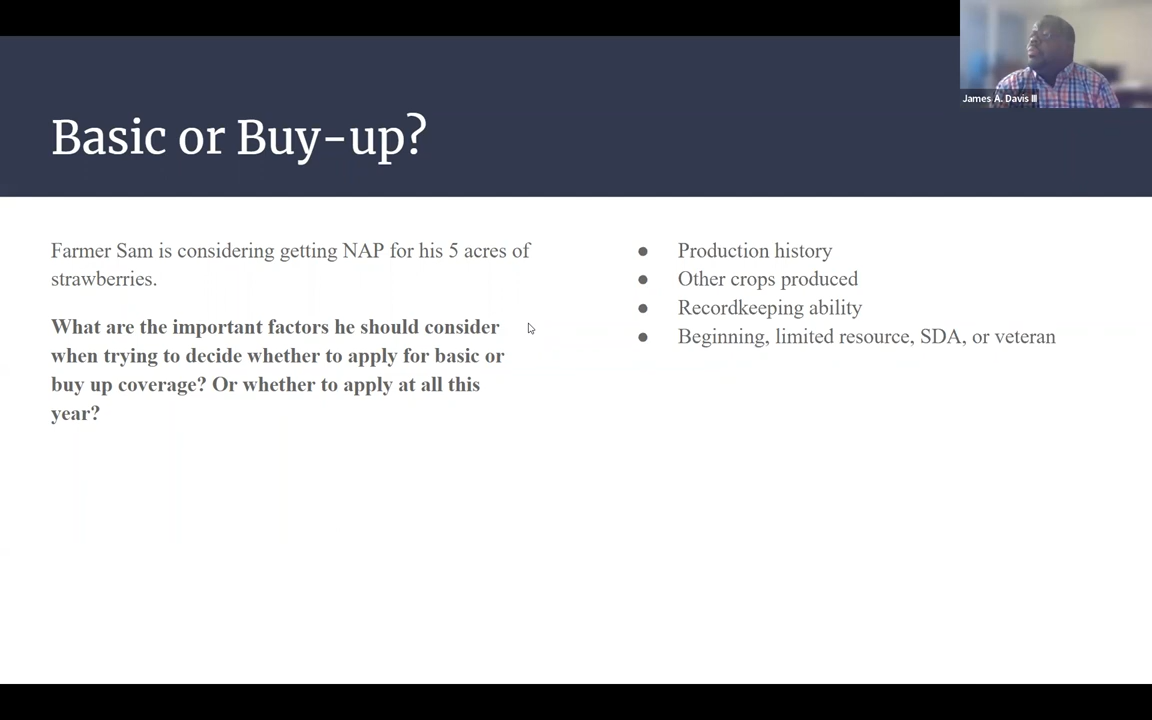 James A. Davis III
Basic or Buy-up?
Farmer Sam is considering getting NAP for his 5 acres of
strawberries.
What are the important factors he should consider
when trying to decide whether to apply for basic or
buy up coverage? Or whether to apply at all this
year?
● Production history
● Other crops produced
● Recordkeeping ability
● Beginning, limited resource, SDA, or veteran